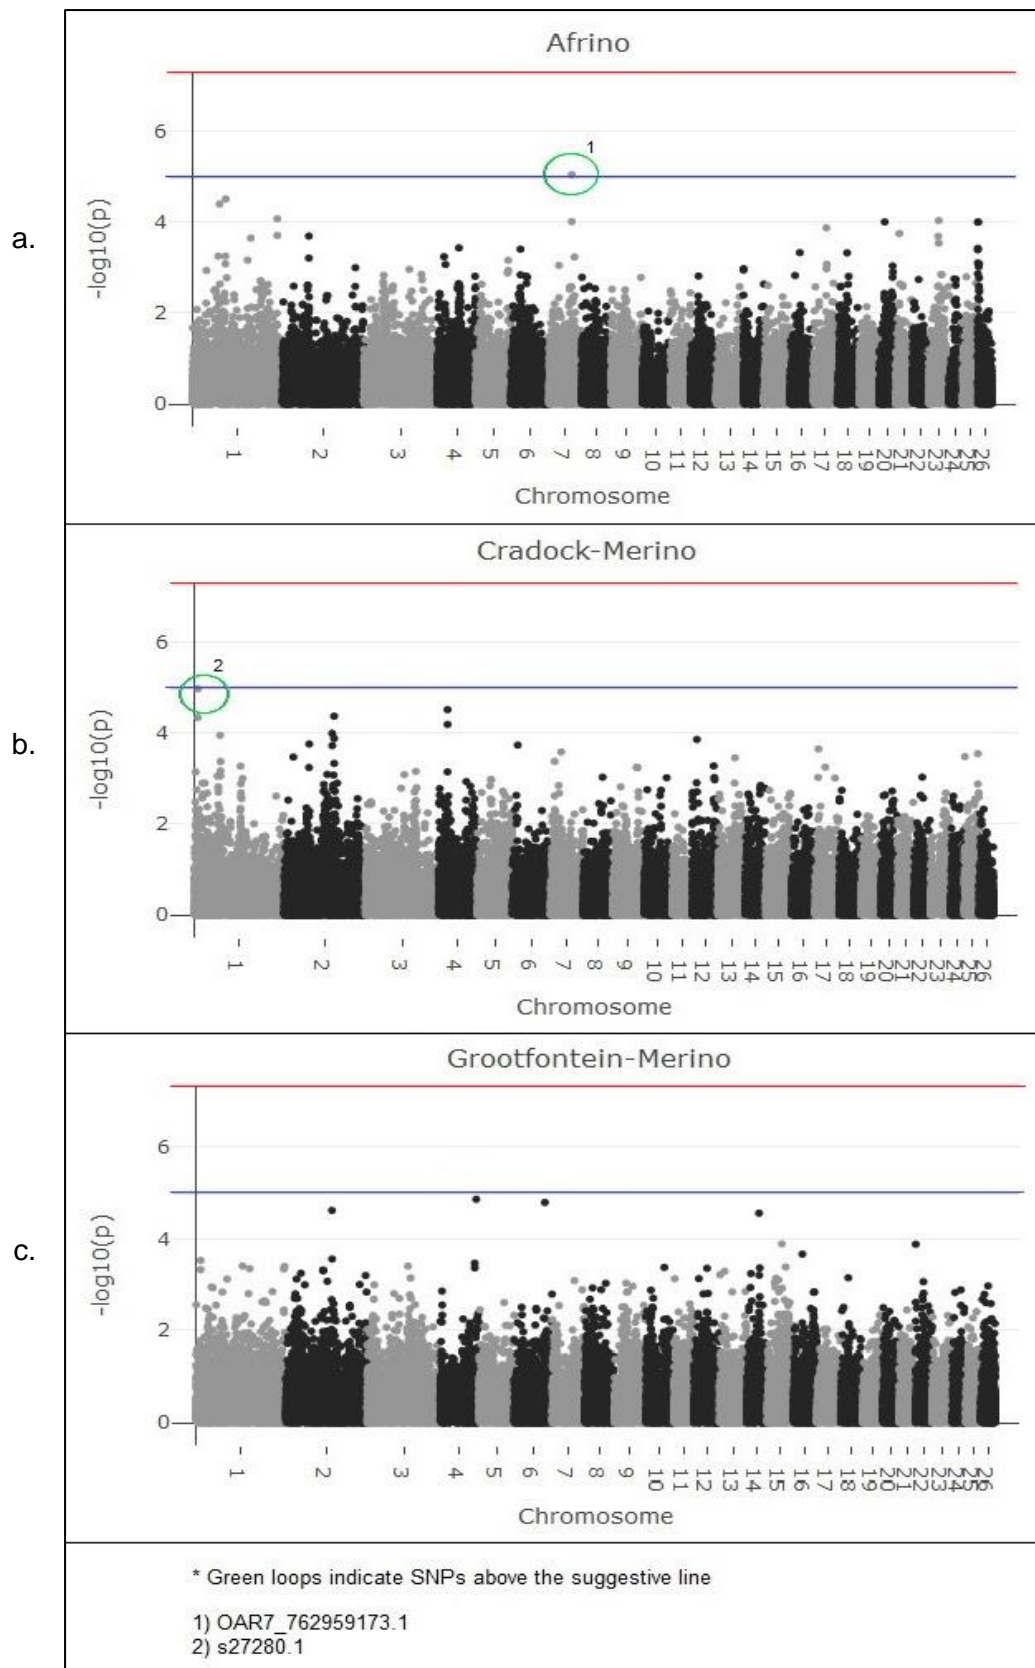 Afrino
a.
-log10(p)
6
4
2
0
1
1 2 3 4 5 6 7 8 9 10 11 12 13 14 15 16 17 18 19 20 21 22 23 24 25 26
Chromosome
Cradock-Merino
b.
-log10(p)
6
4
2
0
2
1 2 3 4 5 6 7 8 9 10 11 12 13 14 15 16 17 18 19 20 21 22 23 24 25 26
Chromosome
Grootfontein-Merino
c.
-log10(p)
6
4
2
0
1 2 3 4 5 6 7 8 9 10 11 12 13 14 15 16 17 18 19 20 21 22 23 24 25 26
Chromosome
* Green loops indicate SNPs above the suggestive line
1) OAR7_762959173.1
2) s27280.1